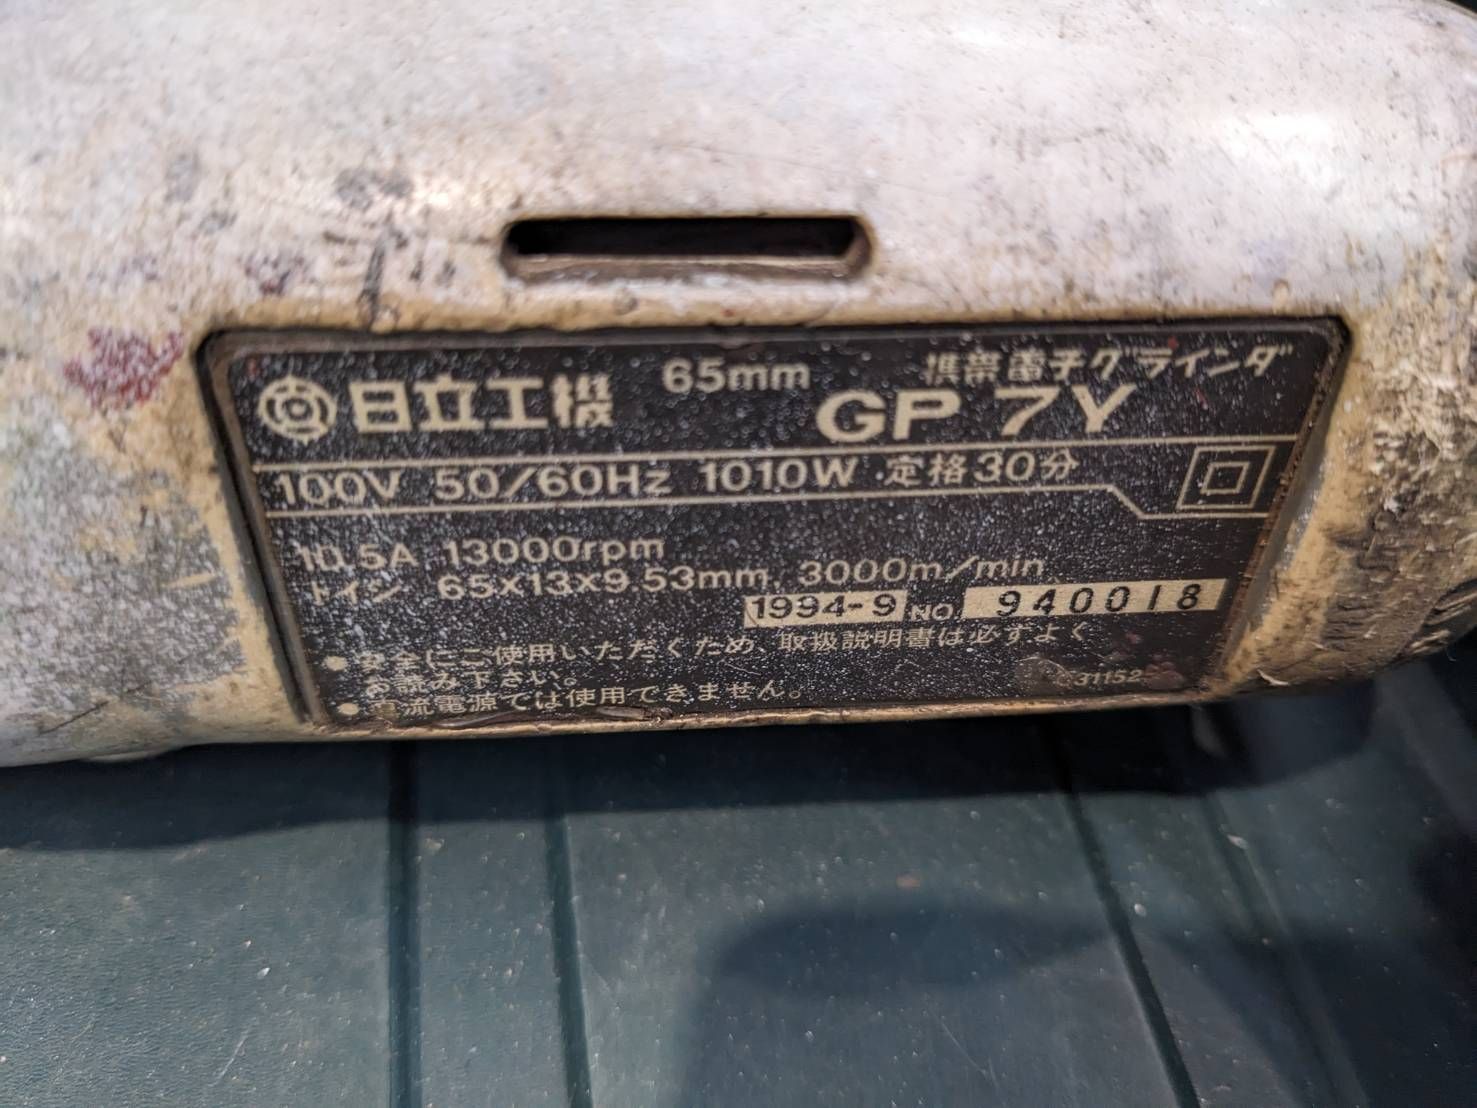 日立工機 65mm 携帯電子グラインダ
GP 7Y
100V 50/60Hz 1010W 定格30分
10.5A 13000rpm
トイシ 65×13×9.53mm, 3000m/min
1994-9 NO. 940018
●安全にご使用いただくため、取扱説明書は必ずよく
お読み下さい。
●直流電源では使用できません。